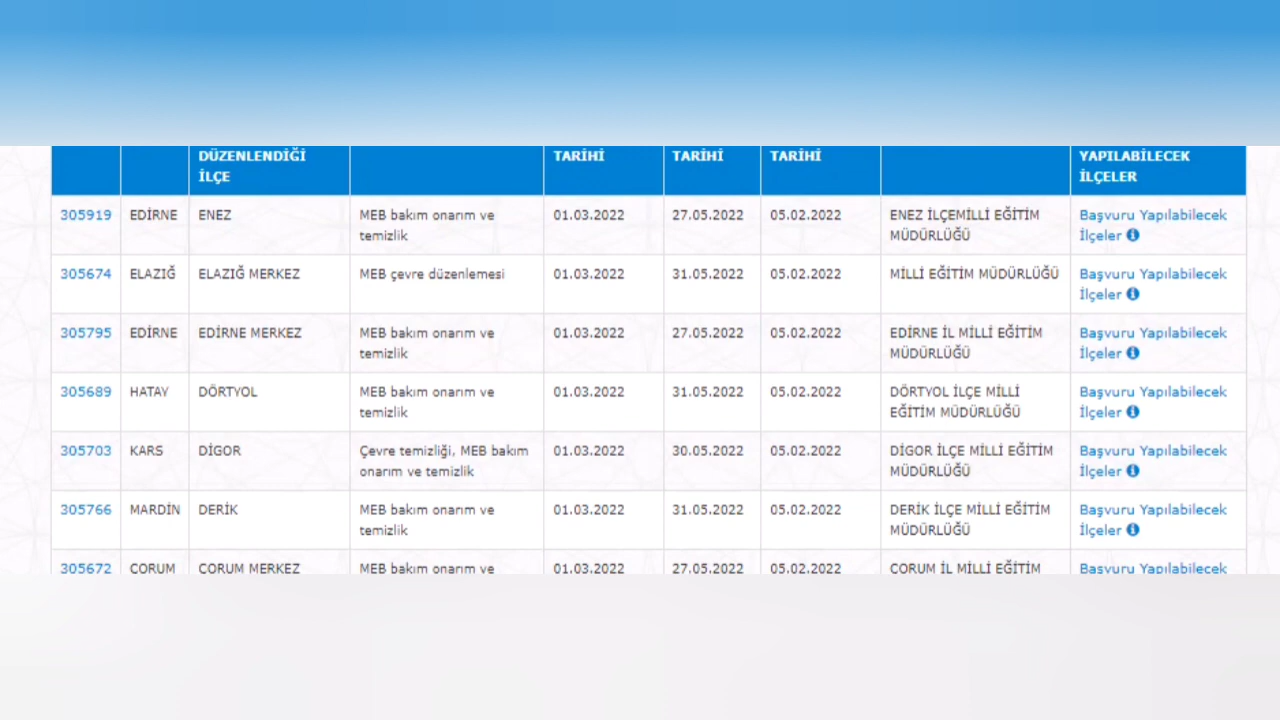 DÜZENLENDİĞİ TARİHİ TARİHİ TARİHİ YAPILABİLECEK
İLÇE İLÇELER
305919 EDİRNE ENEZ MEB bakım onarım ve 01.03.2022 27.05.2022 05.02.2022 ENEZ İLÇEMİLLİ EĞİTİM Başvuru Yapılabilecek
temizlik MÜDÜRLÜĞÜ İlçeler
305674 ELAZIĞ ELAZIĞ MERKEZ MEB çevre düzenlemesi 01.03.2022 31.05.2022 05.02.2022 MİLLİ EĞİTİM MÜDÜRLÜĞÜ Başvuru Yapılabilecek
İlçeler
305795 EDİRNE EDİRNE MERKEZ MEB bakım onarım ve 01.03.2022 27.05.2022 05.02.2022 EDİRNE İL MİLLİ EĞİTİM Başvuru Yapılabilecek
temizlik MÜDÜRLÜĞÜ İlçeler
305689 HATAY DÖRTYOL MEB bakım onarım ve 01.03.2022 31.05.2022 05.02.2022 DÖRTYOL İLÇE MİLLİ Başvuru Yapılabilecek
temizlik EĞİTİM MÜDÜRLÜĞÜ İlçeler
305703 KARS DİGOR Çevre temizliği, MEB bakım 01.03.2022 30.05.2022 05.02.2022 DİGOR İLÇE MİLLİ EĞİTİM Başvuru Yapılabilecek
onarım ve temizlik MÜDÜRLÜĞÜ İlçeler
305766 MARDİN DERİK MEB bakım onarım ve 01.03.2022 31.05.2022 05.02.2022 DERİK İLÇE MİLLİ EĞİTİM Başvuru Yapılabilecek
temizlik MÜDÜRLÜĞÜ İlçeler
305672 ÇORUM ÇORUM MERKEZ MEB bakım onarım ve 01.03.2022 27.05.2022 05.02.2022 ÇORUM İL MİLLİ EĞİTİM Başvuru Yapılabilecek